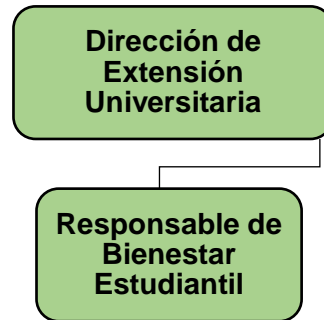 Dirección de
Extensión
Universitaria
Responsable de
Bienestar
Estudiantil